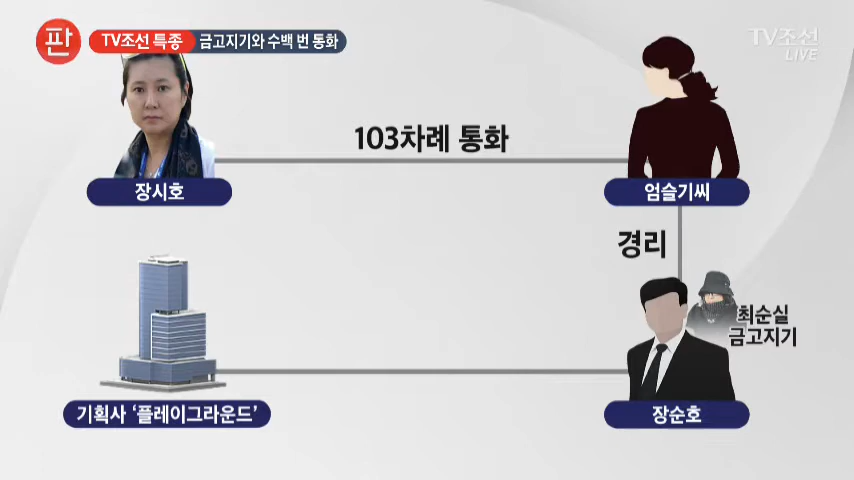 판 TV조선 특종 금고지기와 수백 번 통화
TV조선
LIVE
103차례 통화
장시호
엄슬기씨
경리
최순실
금고지기
기획사 '플레이그라운드'
장순호